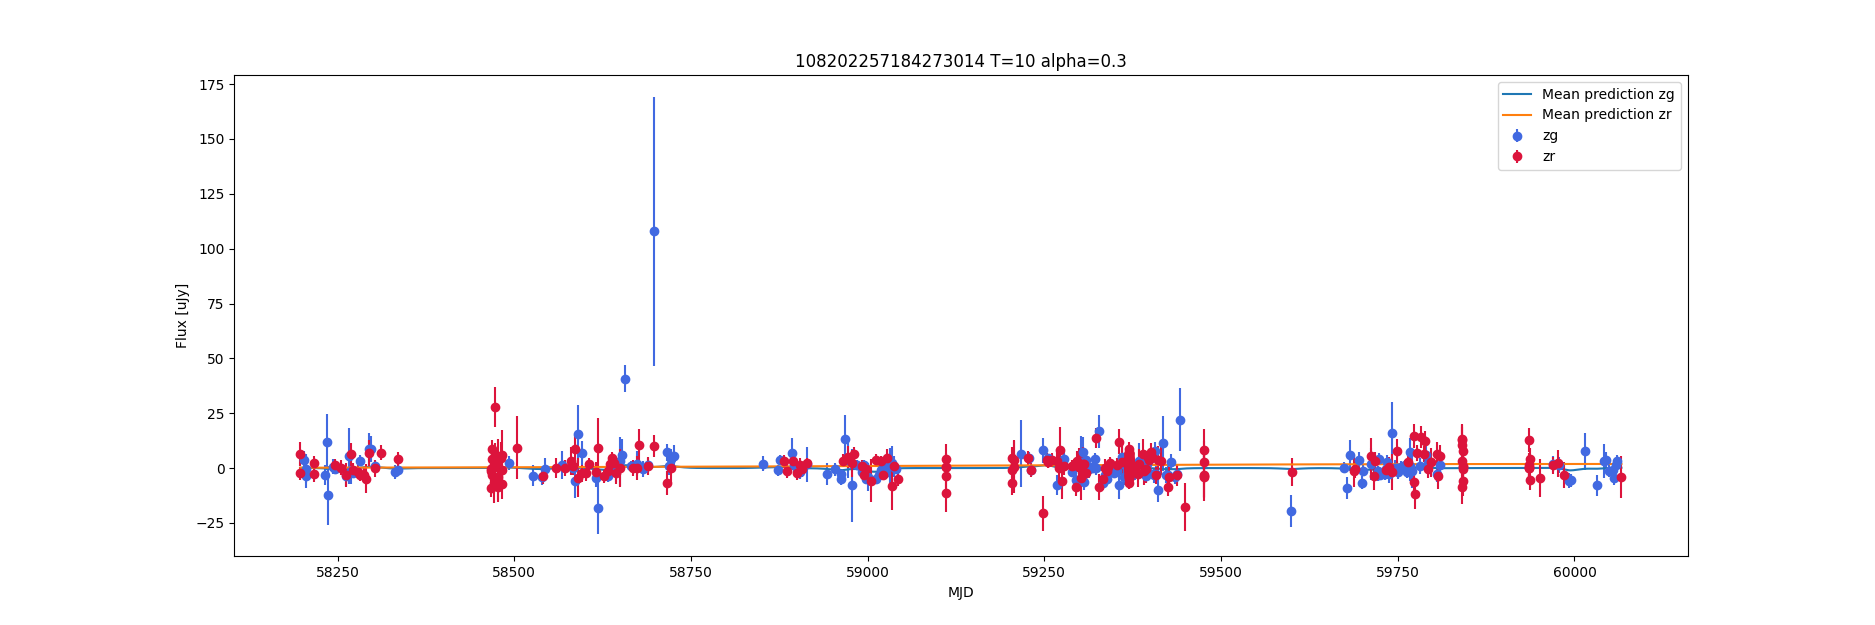 108202257184273014 T=10 alpha=0.3
175
150
125
100
75
50
25
0
−25
Flux [uJy]
58250
58500
58750
59000
59250
59500
59750
60000
MJD
Mean prediction zg
Mean prediction zr
zg
zr